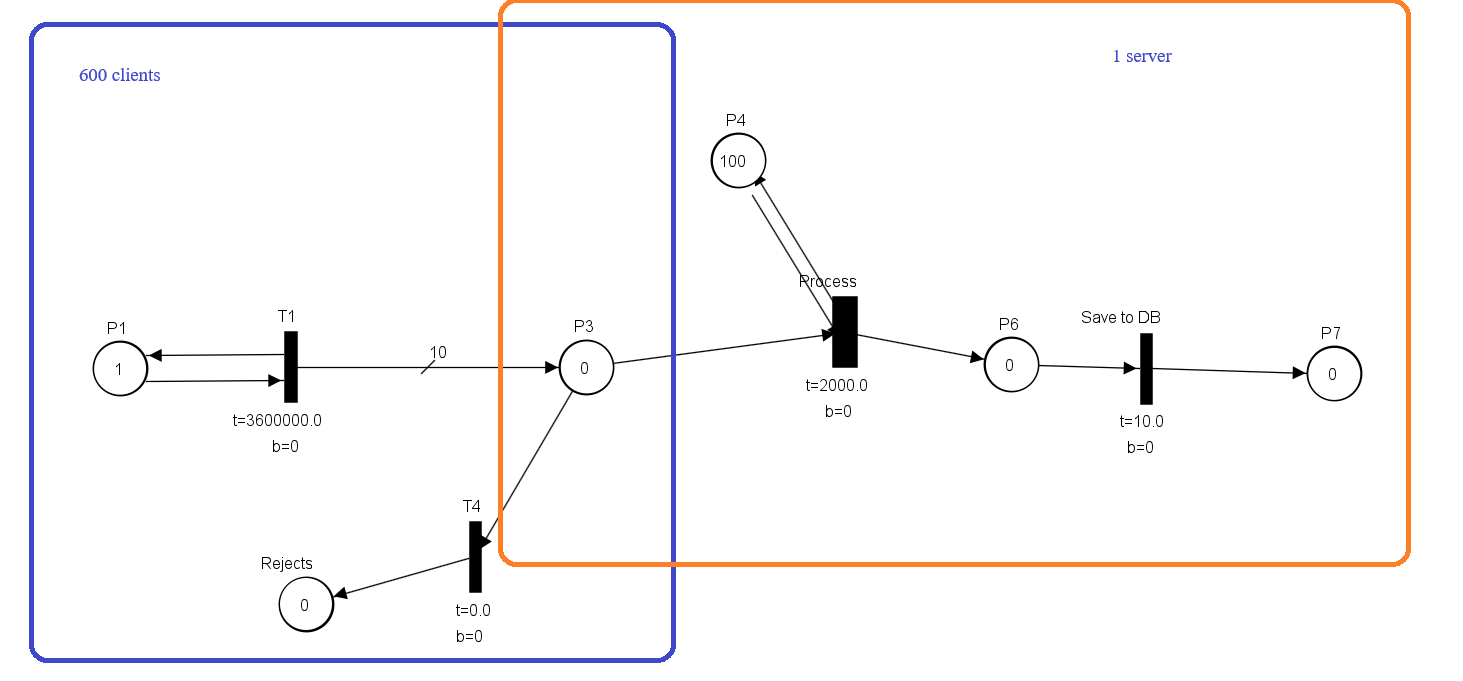 600 clients
1 server
P4
100
Process
t=2000.0
b=0
P1
1
T1
t=3600000.0
b=0
10
P3
0
P6
0
Save to DB
t=10.0
b=0
P7
0
T4
t=0.0
b=0
Rejects
0